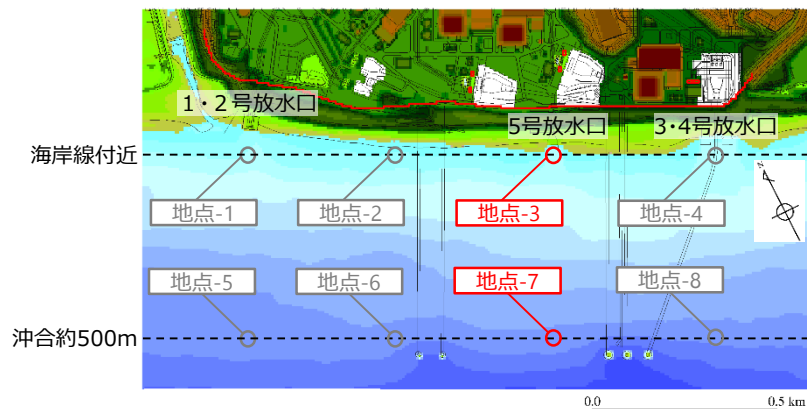 1・2号放水口
5号放水口
3・4号放水口
海岸線付近
地点-1
地点-2
地点-3
地点-4
N
地点-5
地点-6
地点-7
地点-8
沖合約500m
0.0
0.5 km